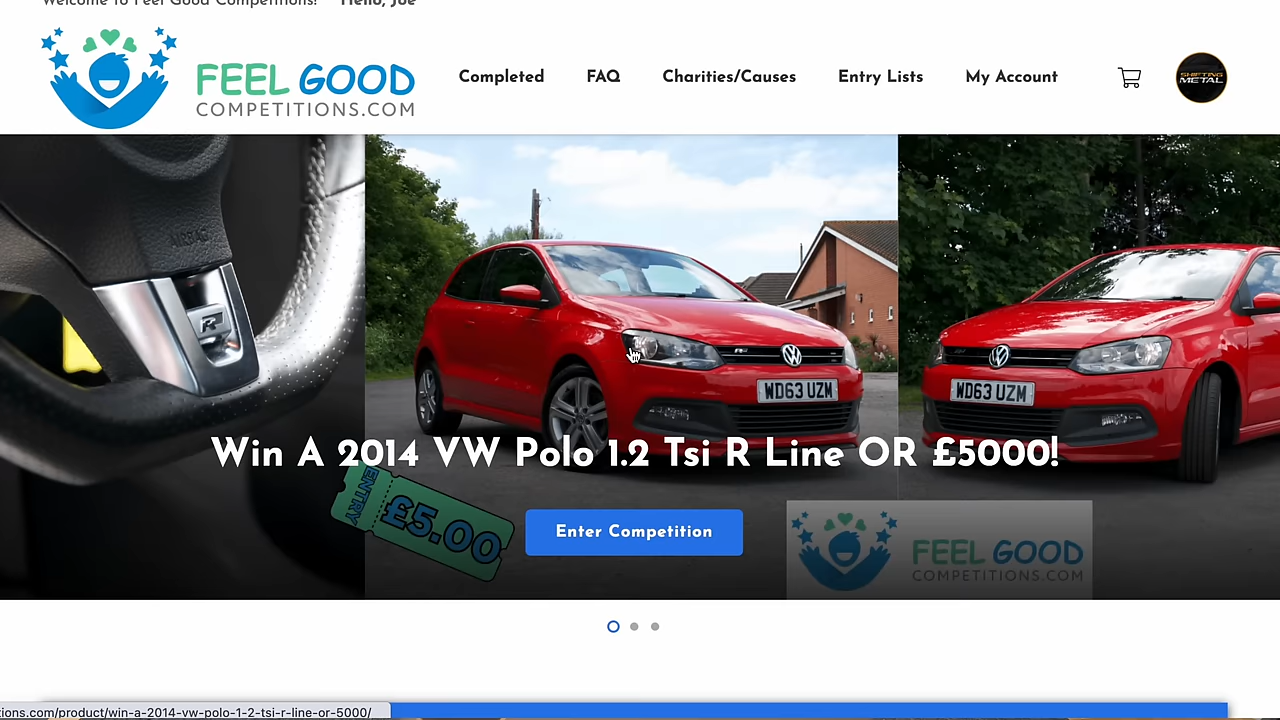 Welcome to Feel Good Competitions! Hello, Joe
FEEL GOOD
COMPETITIONS.COM
Completed
FAQ
Charities/Causes
Entry Lists
My Account
SHIFTING
METAL
AIRBAG
R
R
WD63 UZM
WD63 UZM
Win A 2014 VW Polo 1.2 Tsi R Line OR £5000!
ENTRY
£5.00
Enter Competition
FEEL GOOD
COMPETITIONS.COM
tions.com/product/win-a-2014-vw-polo-1-2-tsi-r-line-or-5000/